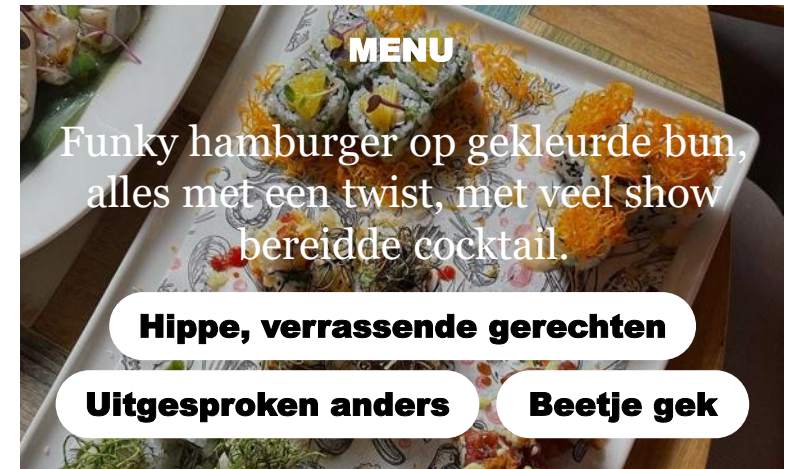 MENU
Funky hamburger op gekleurde bun,
alles met een twist, met veel show
bereidde cocktail.
Hippe, verrassende gerechten
Uitgesproken anders
Beetje gek